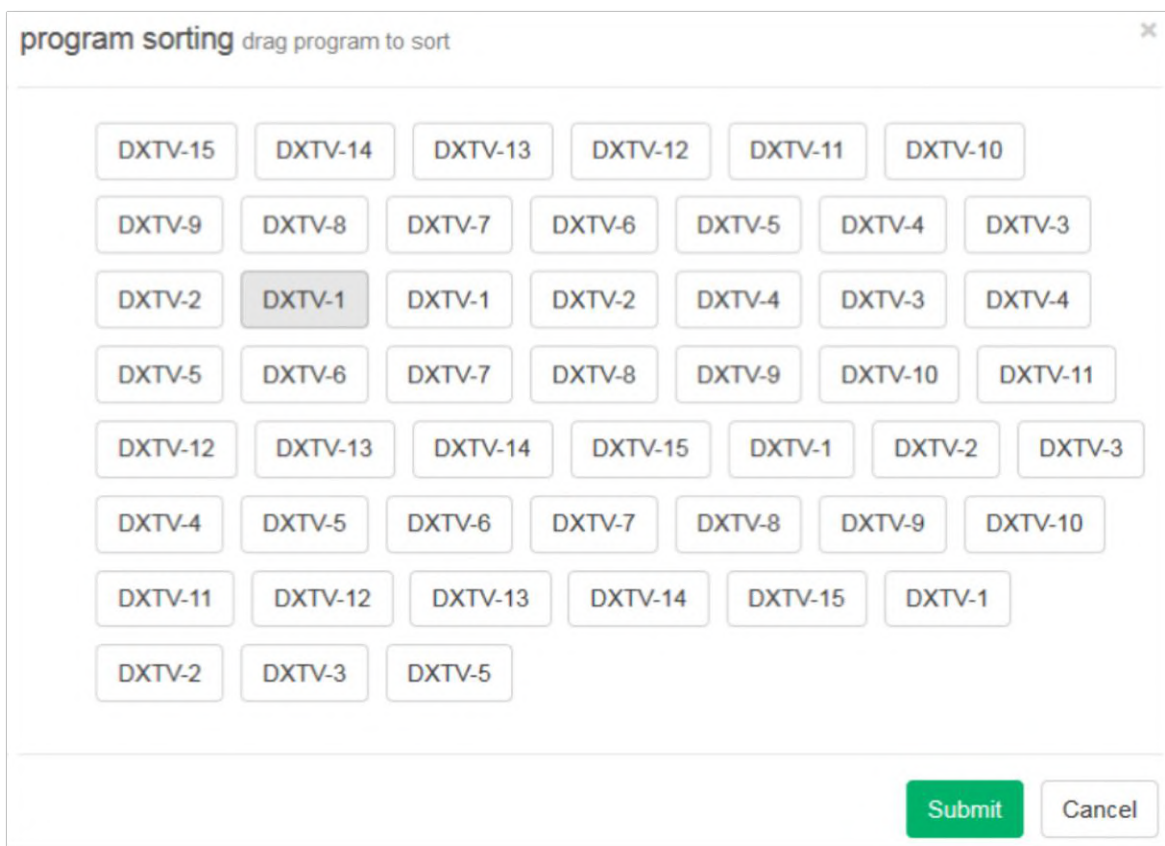 program sorting drag program to sort ×
DXTV-15 DXTV-14 DXTV-13 DXTV-12 DXTV-11 DXTV-10
DXTV-9 DXTV-8 DXTV-7 DXTV-6 DXTV-5 DXTV-4 DXTV-3
DXTV-2 DXTV-1 DXTV-1 DXTV-2 DXTV-4 DXTV-3 DXTV-4
DXTV-5 DXTV-6 DXTV-7 DXTV-8 DXTV-9 DXTV-10 DXTV-11
DXTV-12 DXTV-13 DXTV-14 DXTV-15 DXTV-1 DXTV-2 DXTV-3
DXTV-4 DXTV-5 DXTV-6 DXTV-7 DXTV-8 DXTV-9 DXTV-10
DXTV-11 DXTV-12 DXTV-13 DXTV-14 DXTV-15 DXTV-1
DXTV-2 DXTV-3 DXTV-5
Submit Cancel